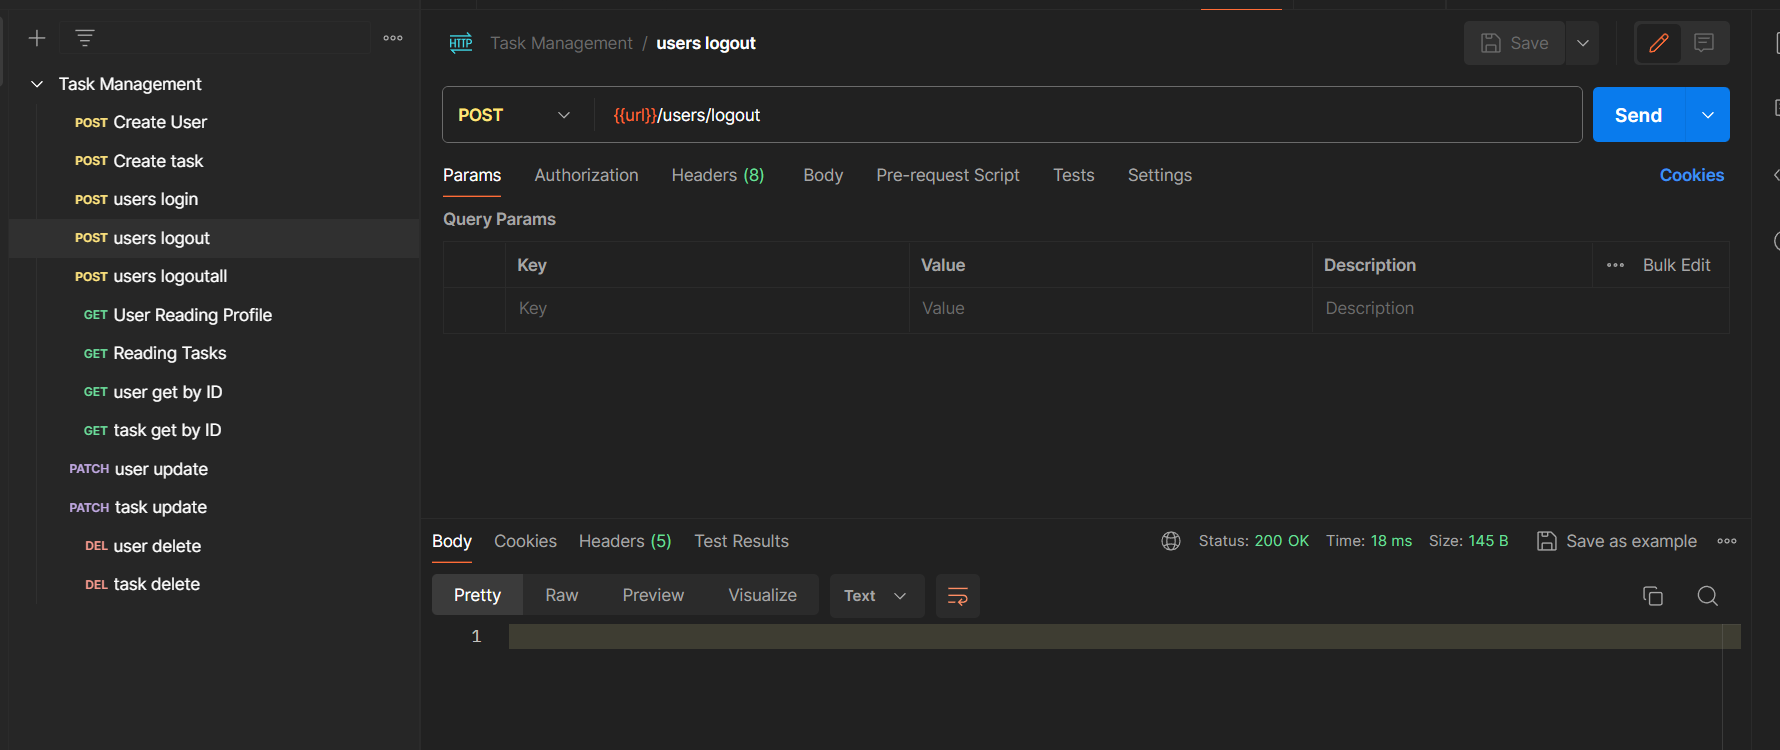 Task Management
POST Create User
POST Create task
POST users login
POST users logout
POST users logoutall
GET User Reading Profile
GET Reading Tasks
GET user get by ID
GET task get by ID
PATCH user update
PATCH task update
DEL user delete
DEL task delete
HTTP Task Management / users logout
Save
POST {{url}}/users/logout
Send
Params Authorization Headers (8) Body Pre-request Script Tests Settings Cookies
Query Params
Key Value Description Bulk Edit
Key Value Description
Body Cookies Headers (5) Test Results Status: 200 OK Time: 18 ms Size: 145 B Save as example
Pretty Raw Preview Visualize Text
1